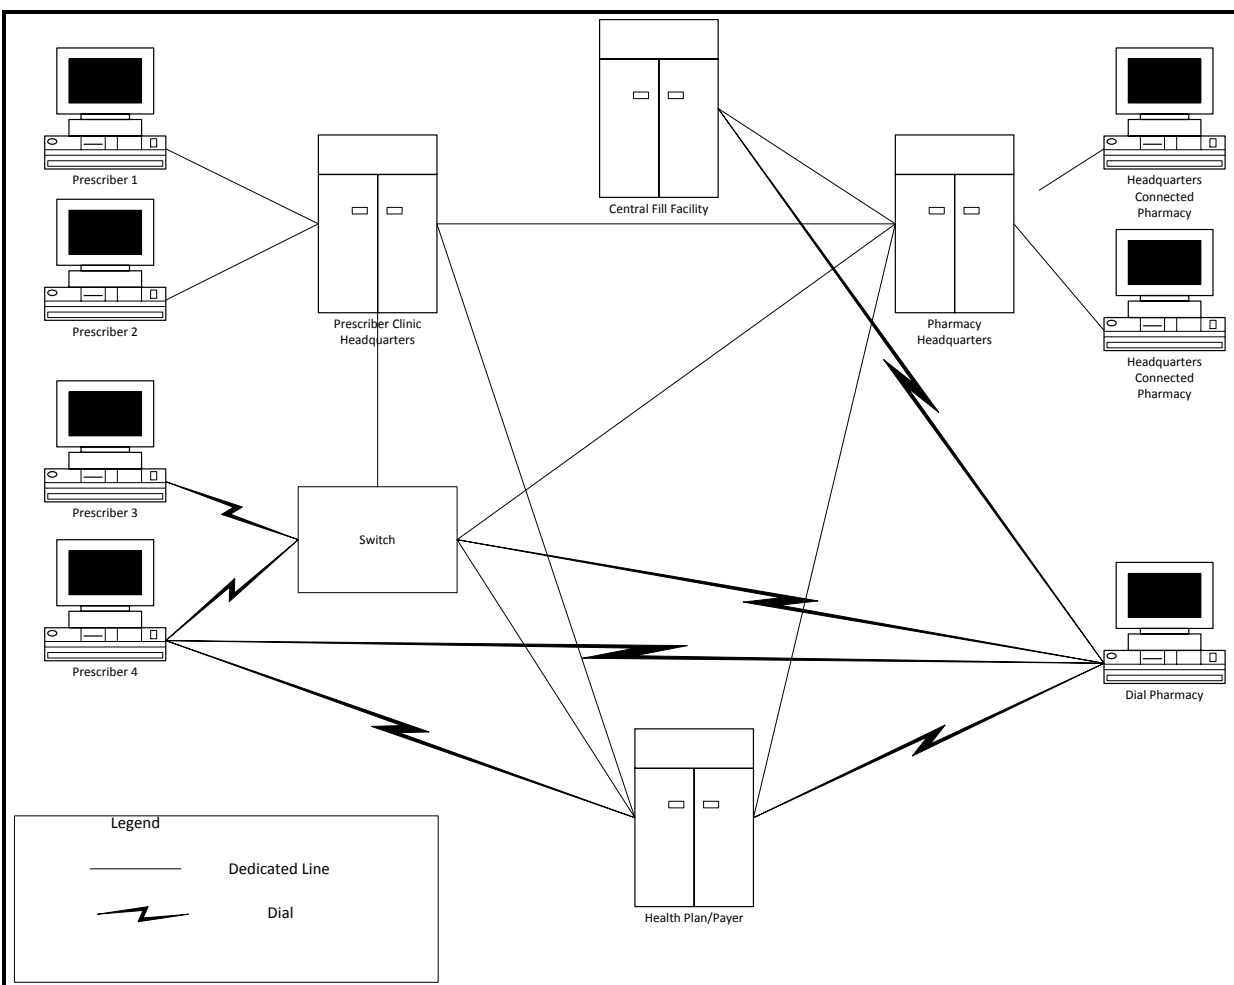 Prescriber 1
Central Fill Facility
Headquarters
Connected
Pharmacy
Prescriber 2
Prescriber Clinic
Headquarters
Pharmacy
Headquarters
Headquarters
Connected
Pharmacy
Prescriber 3
Switch
Prescriber 4
Dial Pharmacy
Health Plan/Payer
Legend
Dedicated Line
Dial